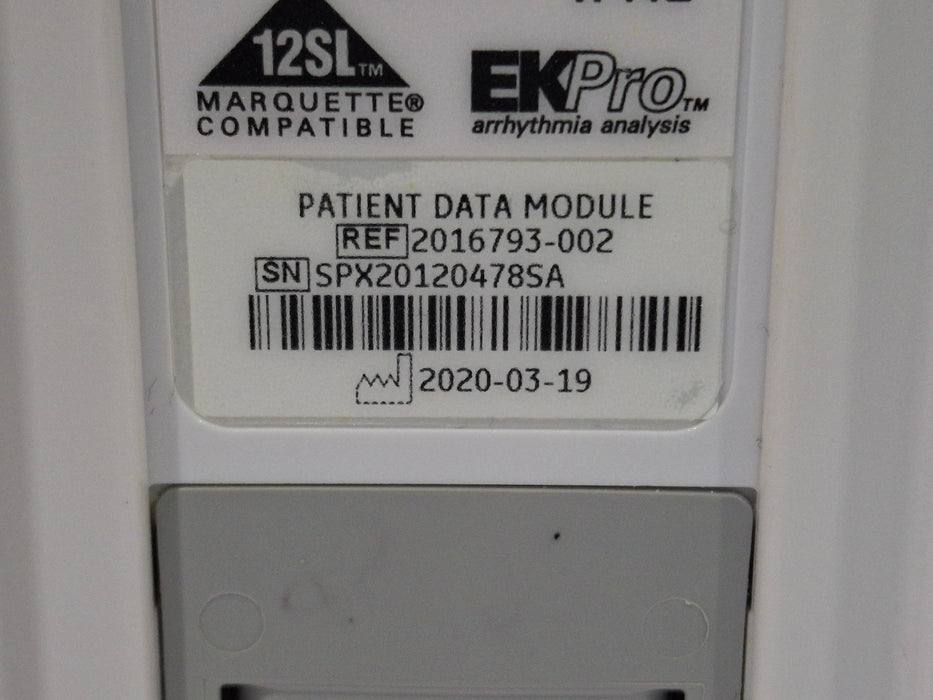 12SL™
MARQUETTE®
COMPATIBLE
EKPro™
arrhythmia analysis
PATIENT DATA MODULE
REF 2016793-002
SN SPX20120478SA
2020-03-19